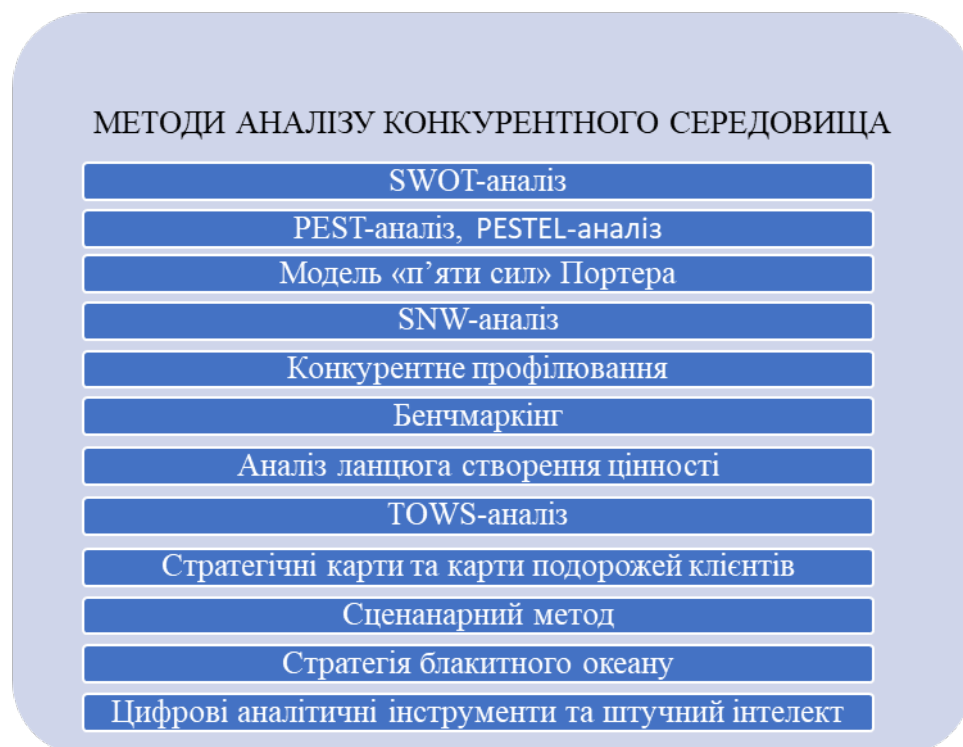 МЕТОДИ АНАЛІЗУ КОНКУРЕНТНОГО СЕРЕДОВИЩА
SWOT-аналіз
PEST-аналіз, PESTEL-аналіз
Модель «п’яти сил» Портера
SNW-аналіз
Конкурентне профілювання
Бенчмаркінг
Аналіз ланцюга створення цінності
TOWS-аналіз
Стратегічні карти та карти подорожей клієнтів
Сценанарний метод
Стратегія блакитного океану
Цифрові аналітичні інструменти та штучний інтелект